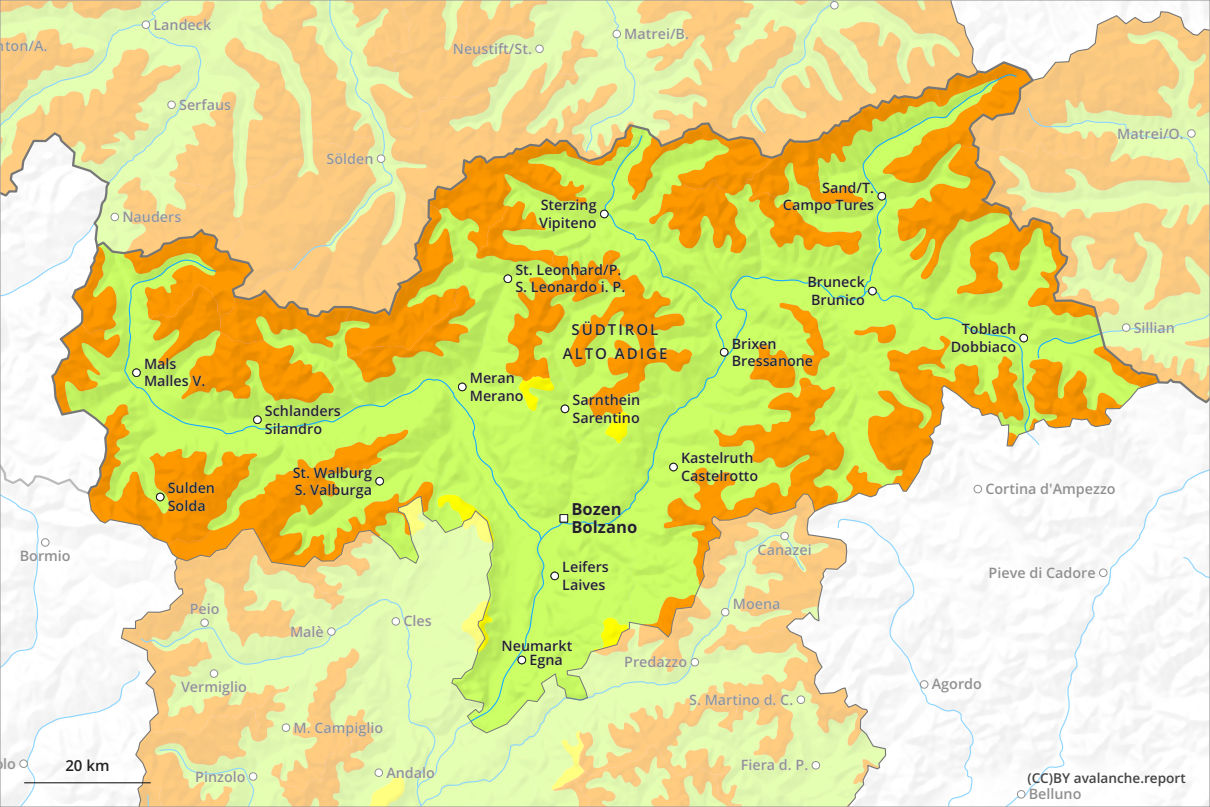 Landeck
nton/A.
Neustift/St.
Matrei/B.
Serfaus
Matrei/O.
Sölden
Sand/T.
Campo Tures
Sterzing
Vipiteno
Nauders
St. Leonhard/P.
S. Leonardo i. P.
Bruneck
Brunico
SÜDTIROL
ALTO ADIGE
Toblach
Dobbiaco
Sillian
Brixen
Bressanone
Mals
Malles V.
Meran
Merano
Sarnthein
Sarentino
Schlanders
Silandro
Kastelruth
Castelrotto
St. Walburg
S. Valburga
Sulden
Solda
Cortina d'Ampezzo
Bozen
Bolzano
Bormio
Canazei
Leifers
Laives
Pieve di Cadore
Peio
Moena
Malè
Cles
Neumarkt
Egna
Predazzo
Vermiglio
Agordo
S. Martino d. C.
M. Campiglio
20 km
olo
Pinzolo
Andalo
Fiera d. P.
(CC)BY avalanche.report
Belluno